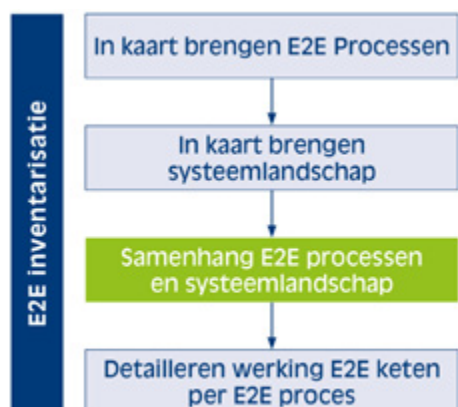 E2E inventarisatie
In kaart brengen E2E Processen
In kaart brengen
systeemlandschap
Samenhang E2E processen
en systeemlandschap
Detailleren werking E2E keten
per E2E proces